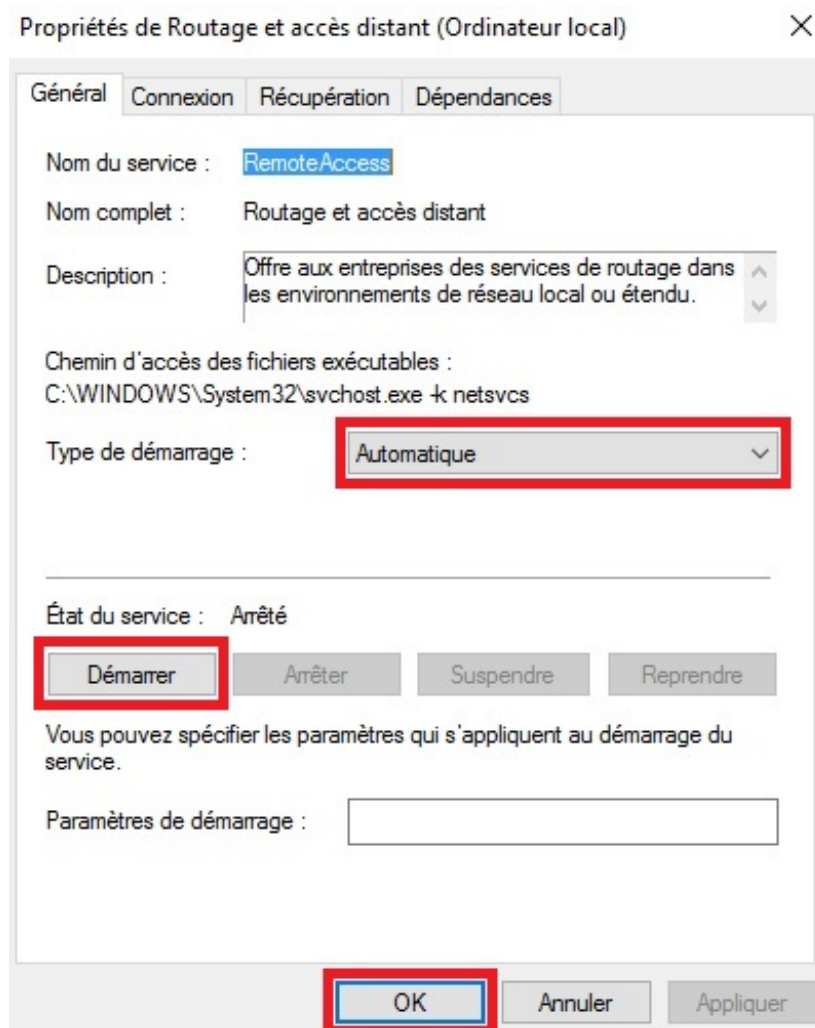 Propriétés de Routage et accès distant (Ordinateur local)
Général Connexion Récupération Dépendances
Nom du service : RemoteAccess
Nom complet : Routage et accès distant
Description : Offre aux entreprises des services de routage dans
les environnements de réseau local ou étendu.
Chemin d'accès des fichiers exécutables :
C:\WINDOWS\System32\svchost.exe -k netsvcs
Type de démarrage : Automatique
État du service : Arrêté
Démarrer Arrêter Suspendre Reprendre
Vous pouvez spécifier les paramètres qui s'appliquent au démarrage du
service.
Paramètres de démarrage :
OK Annuler Appliquer